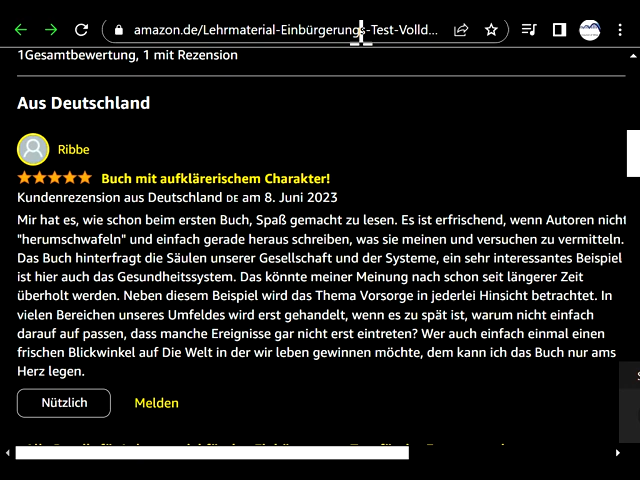 amazon.de/Lehrmaterial-Einbürgerungs-Test-Volld...
1Gesamtbewertung, 1 mit Rezension
Aus Deutschland
Ribbe
Buch mit aufklärerischem Charakter!
Kundenrezension aus Deutschland DE am 8. Juni 2023
Mir hat es, wie schon beim ersten Buch, Spaß gemacht zu lesen. Es ist erfrischend, wenn Autoren nicht
"herumschwafeln" und einfach gerade heraus schreiben, was sie meinen und versuchen zu vermitteln.
Das Buch hinterfragt die Säulen unserer Gesellschaft und der Systeme, ein sehr interessantes Beispiel
ist hier auch das Gesundheitssystem. Das könnte meiner Meinung nach schon seit längerer Zeit
überholt werden. Neben diesem Beispiel wird das Thema Vorsorge in jederlei Hinsicht betrachtet. In
vielen Bereichen unseres Umfeldes wird erst gehandelt, wenn es zu spät ist, warum nicht einfach
darauf auf passen, dass manche Ereignisse gar nicht erst eintreten? Wer auch einfach einmal einen
frischen Blickwinkel auf Die Welt in der wir leben gewinnen möchte, dem kann ich das Buch nur ams
Herz legen.
Nützlich
Melden